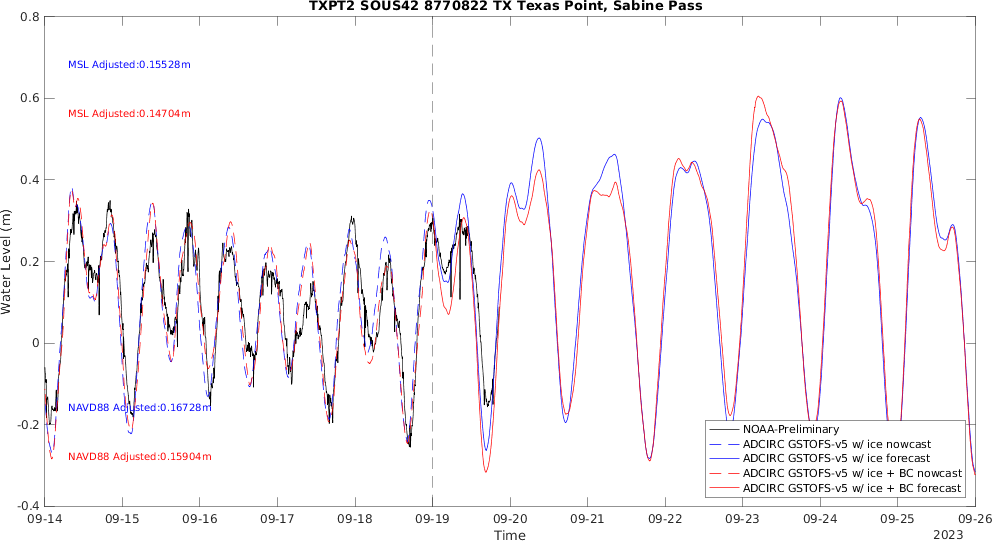 TXPT2 SOUS42 8770822 TX Texas Point, Sabine Pass
0.8
0.6
0.4
0.2
0
-0.2
-0.4
Water Level (m)
MSL Adjusted:0.15528m
MSL Adjusted:0.14704m
NAVD88 Adjusted:0.16728m
NAVD88 Adjusted:0.15904m
NOAA-Preliminary
ADCIRC GSTOFS-v5 w/ ice nowcast
ADCIRC GSTOFS-v5 w/ ice forecast
ADCIRC GSTOFS-v5 w/ ice + BC nowcast
ADCIRC GSTOFS-v5 w/ ice + BC forecast
09-14 09-15 09-16 09-17 09-18 09-19 09-20 09-21 09-22 09-23 09-24 09-25 09-26
Time
2023